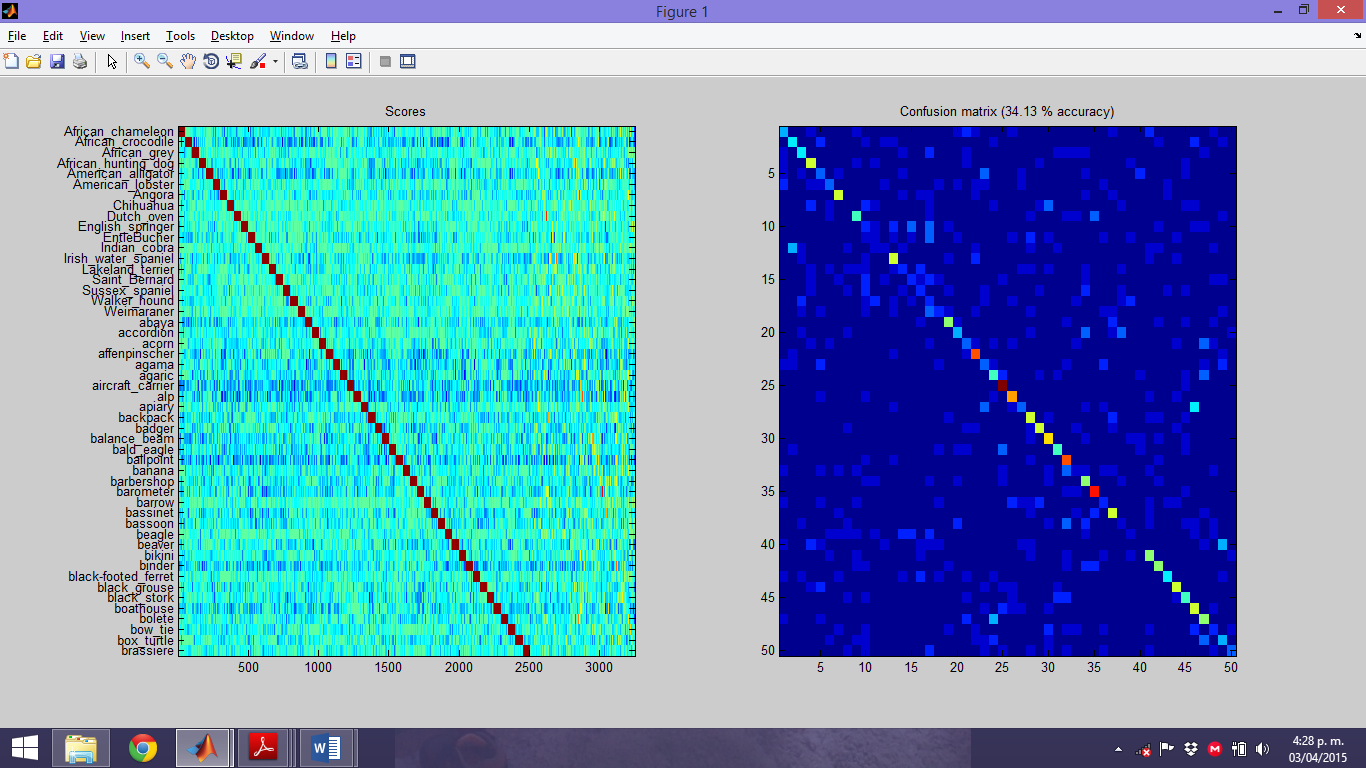 Figure 1
File Edit View Insert Tools Desktop Window Help
Scores
African_chameleon
African_crocodile
African_grey
African_hunting_dog
American_alligator
American_lobster
Angora
Chihuahua
Dutch_oven
English_springer
EntleBucher
Indian_cobra
Irish_water_spaniel
Lakeland_terrier
Saint_Bernard
Sussex_spaniel
Walker_hound
Weimaraner
abaya
accordion
acorn
affenpinscher
agama
agaric
aircraft_carrier
alp
apiary
backpack
badger
balance_beam
bald_eagle
ballpoint
banana
barbershop
barometer
barrow
bassinet
bassoon
beagle
beaver
bikini
binder
black-footed_ferret
black_grouse
black_stork
boathouse
bolete
bow_tie
box_turtle
brassiere
500 1000 1500 2000 2500 3000
Confusion matrix (34.13 % accuracy)
5
10
15
20
25
30
35
40
45
50
5 10 15 20 25 30 35 40 45 50
4:28 p. m.
03/04/2015